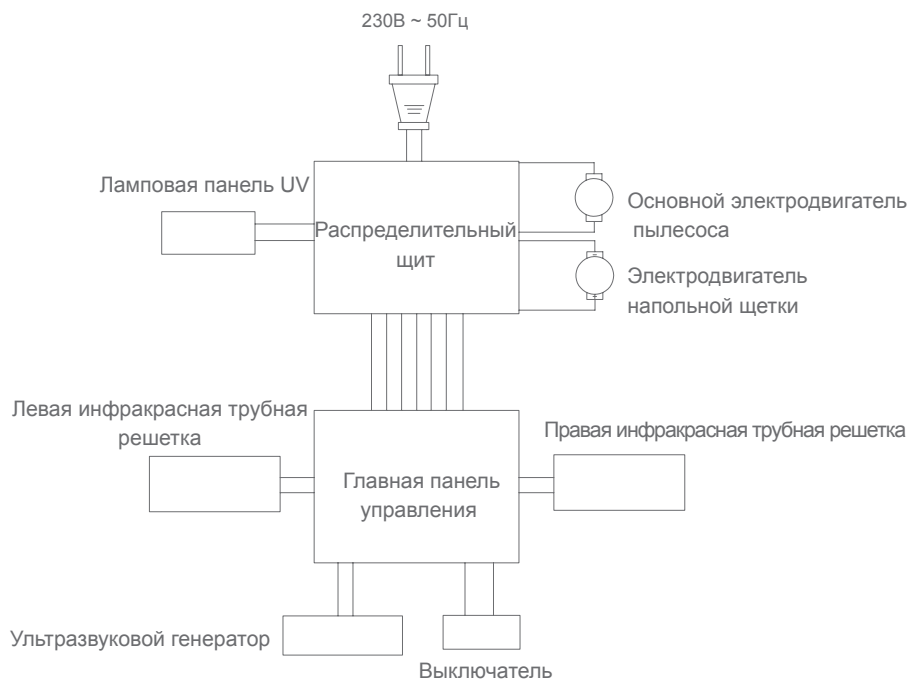 230В ~ 50Гц
Ламповая панель UV
Распределительный
щит
Основной электродвигатель
пылесоса
Электродвигатель
напольной щетки
Левая инфракрасная трубная
решетка
Главная панель
управления
Правая инфракрасная трубная решетка
Ультразвуковой генератор
Выключатель